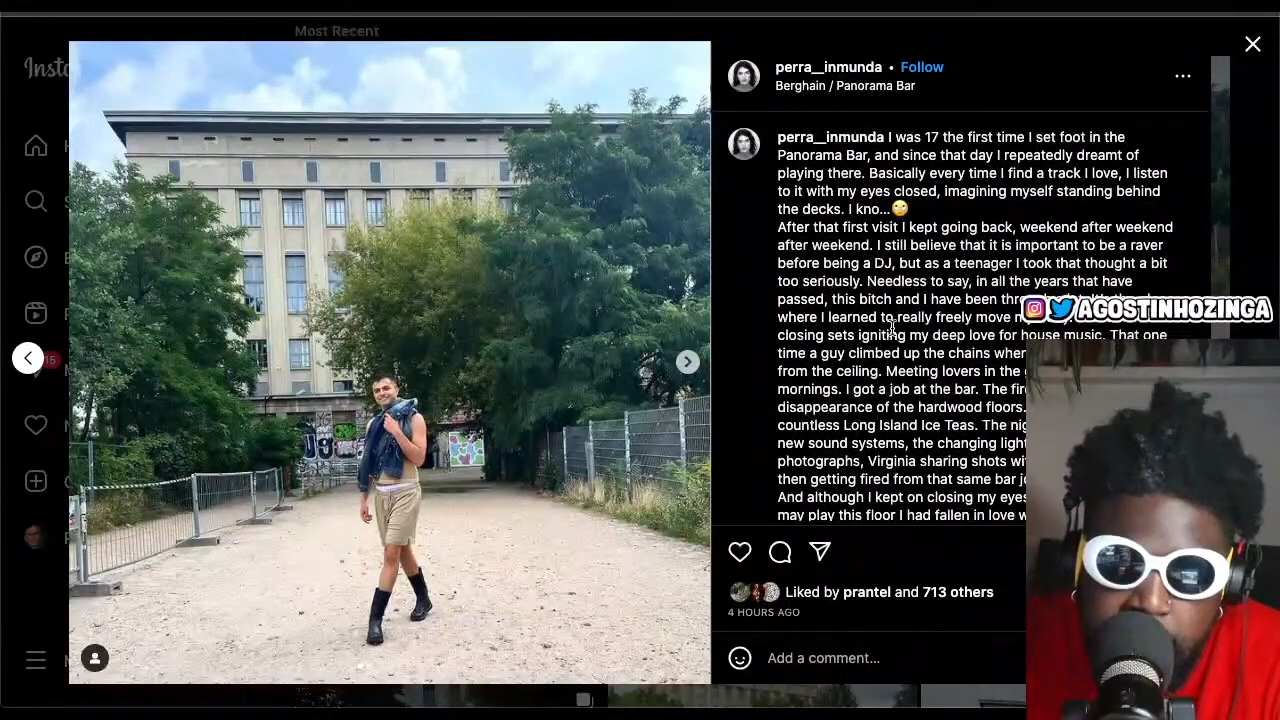 Most Recent
Insta
perra__inmunda • Follow
Berghain / Panorama Bar
perra__inmunda I was 17 the first time I set foot in the
Panorama Bar, and since that day I repeatedly dreamt of
playing there. Basically every time I find a track I love, I listen
to it with my eyes closed, imagining myself standing behind
the decks. I kno...🙄
After that first visit I kept going back, weekend after weekend
after weekend. I still believe that it is important to be a raver
before being a DJ, but as a teenager I took that thought a bit
too seriously. Needless to say, in all the years that have
passed, this bitch and I have been
where I learned to really freely move
AGOSTINHOZINGA
closing sets igniting my deep love for house music. That one
time a guy climbed up the chains
from the ceiling. Meeting lovers in the
15
mornings. I got a job at the bar. The
disappearance of the hardwood floors.
countless Long Island Ice Teas. The
new sound systems, the changing
photographs, Virginia sharing shots
then getting fired from that same bar
And although I kept on closing my eyes
may play this floor I had fallen in love
Liked by prantel and 713 others
4 HOURS AGO
Add a comment...